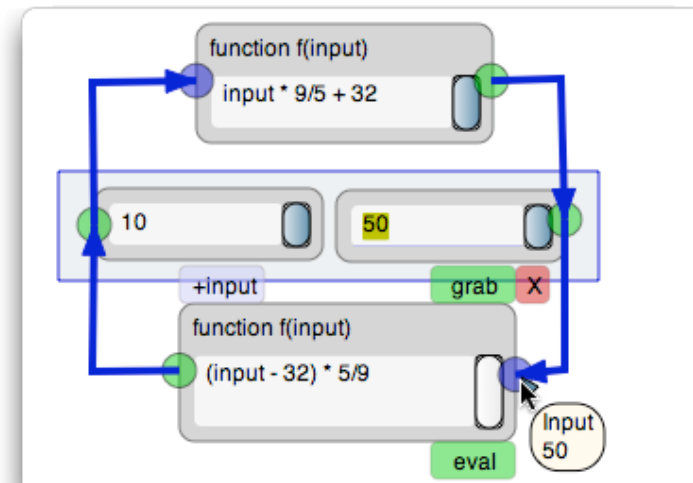 function f(input)
input * 9/5 + 32
10
50
+input
grab
X
function f(input)
(input - 32) * 5/9
Input
50
eval